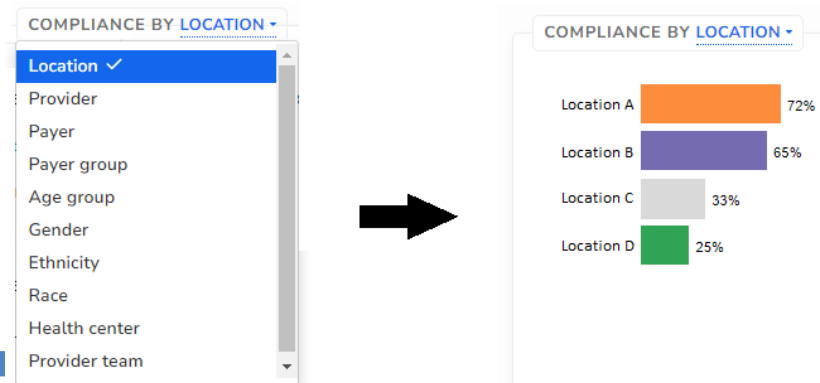 COMPLIANCE BY LOCATION
Location
Provider
Payer
Payer group
Age group
Gender
Ethnicity
Race
Health center
Provider team
COMPLIANCE BY LOCATION
Location A 72%
Location B 65%
Location C 33%
Location D 25%